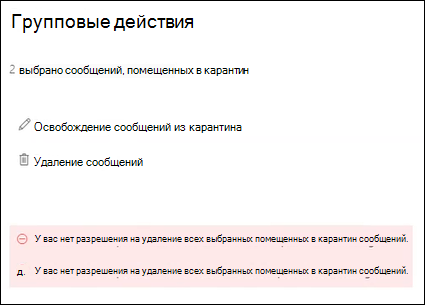 Групповые действия
2 выбрано сообщений, помещенных в карантин
Освобождение сообщений из карантина
Удаление сообщений
У вас нет разрешения на удаление всех выбранных помещенных в карантин сообщений.
д. У вас нет разрешения на удаление всех выбранных помещенных в карантин сообщений.